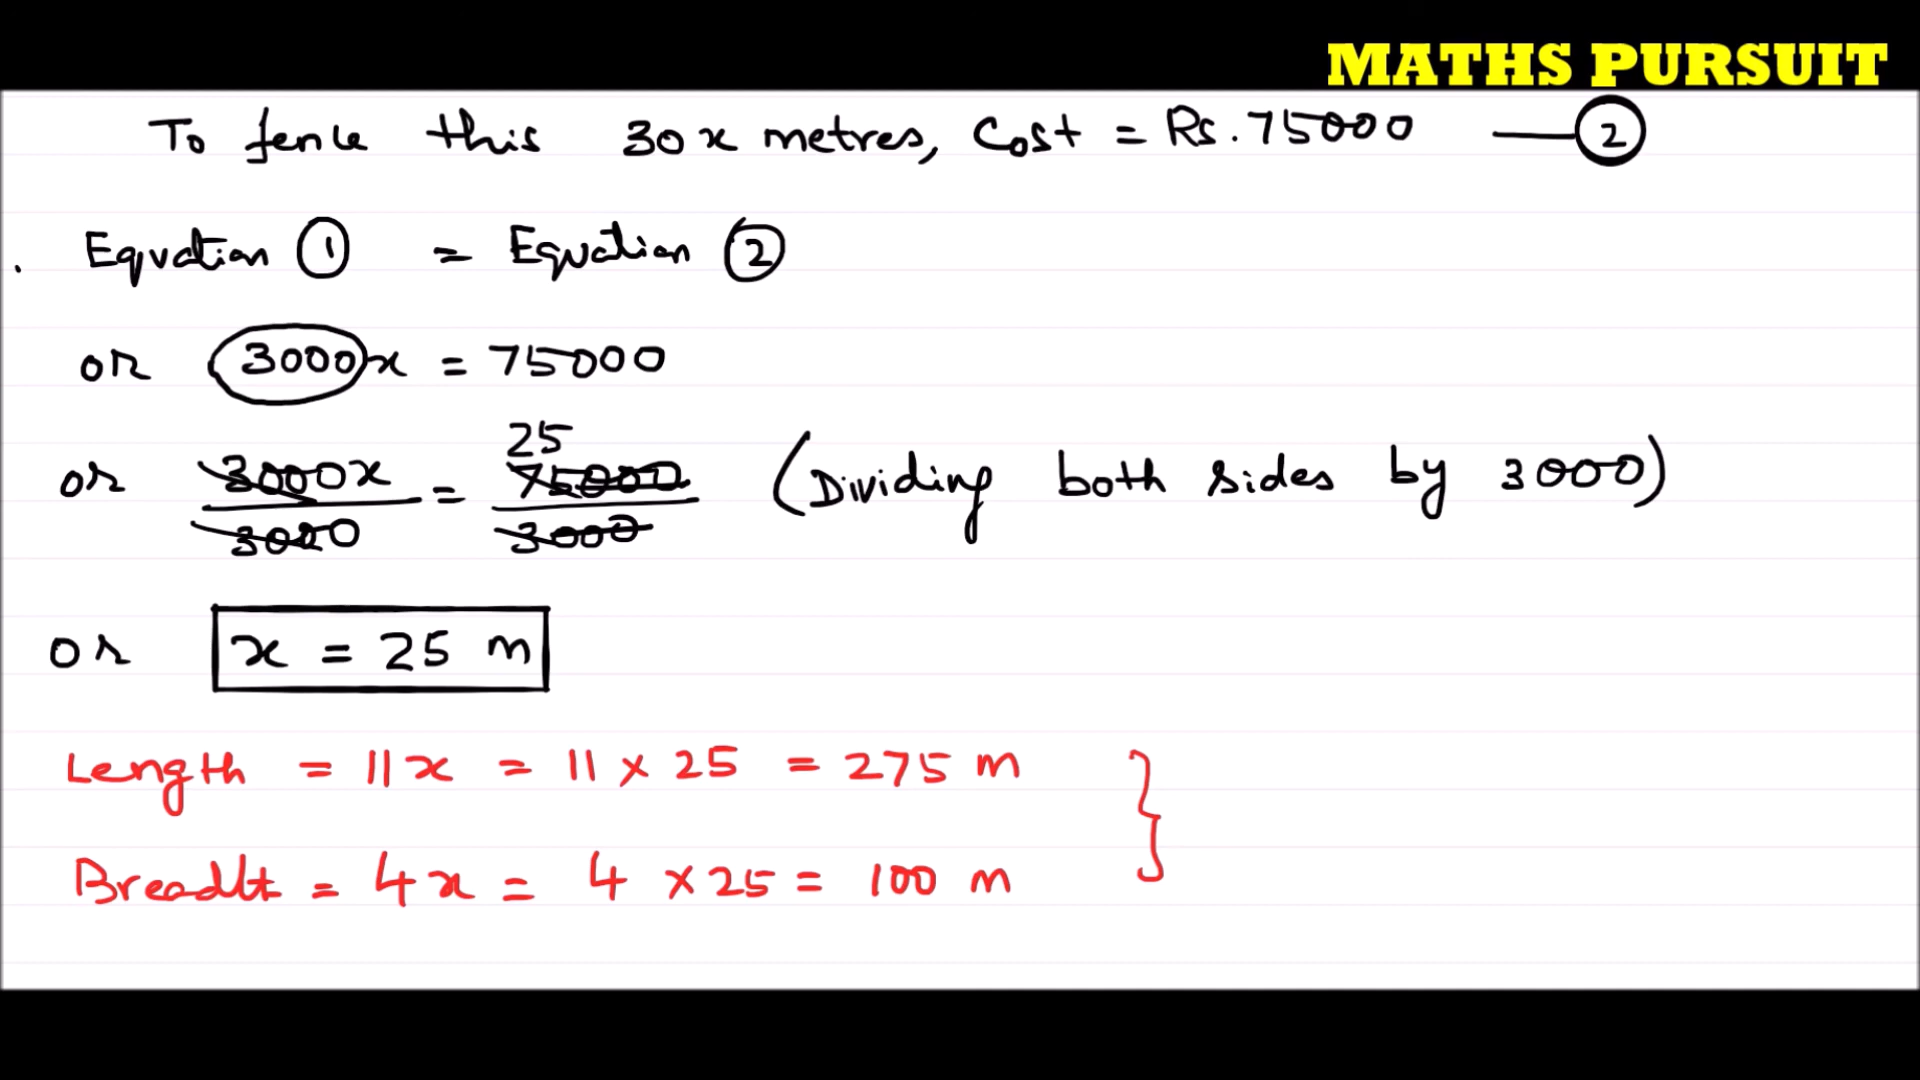 MATHS PURSUIT
To fence this 30x metres, Cost = Rs. 75000 — 2
Equation 1 = Equation 2
or 3000x = 75000
25
or 3000x/3000 = 75000/3000 (Dividing both sides by 3000)
or x = 25 m
Length = 11x = 11 × 25 = 275 m
Breadth = 4x = 4 × 25 = 100 m